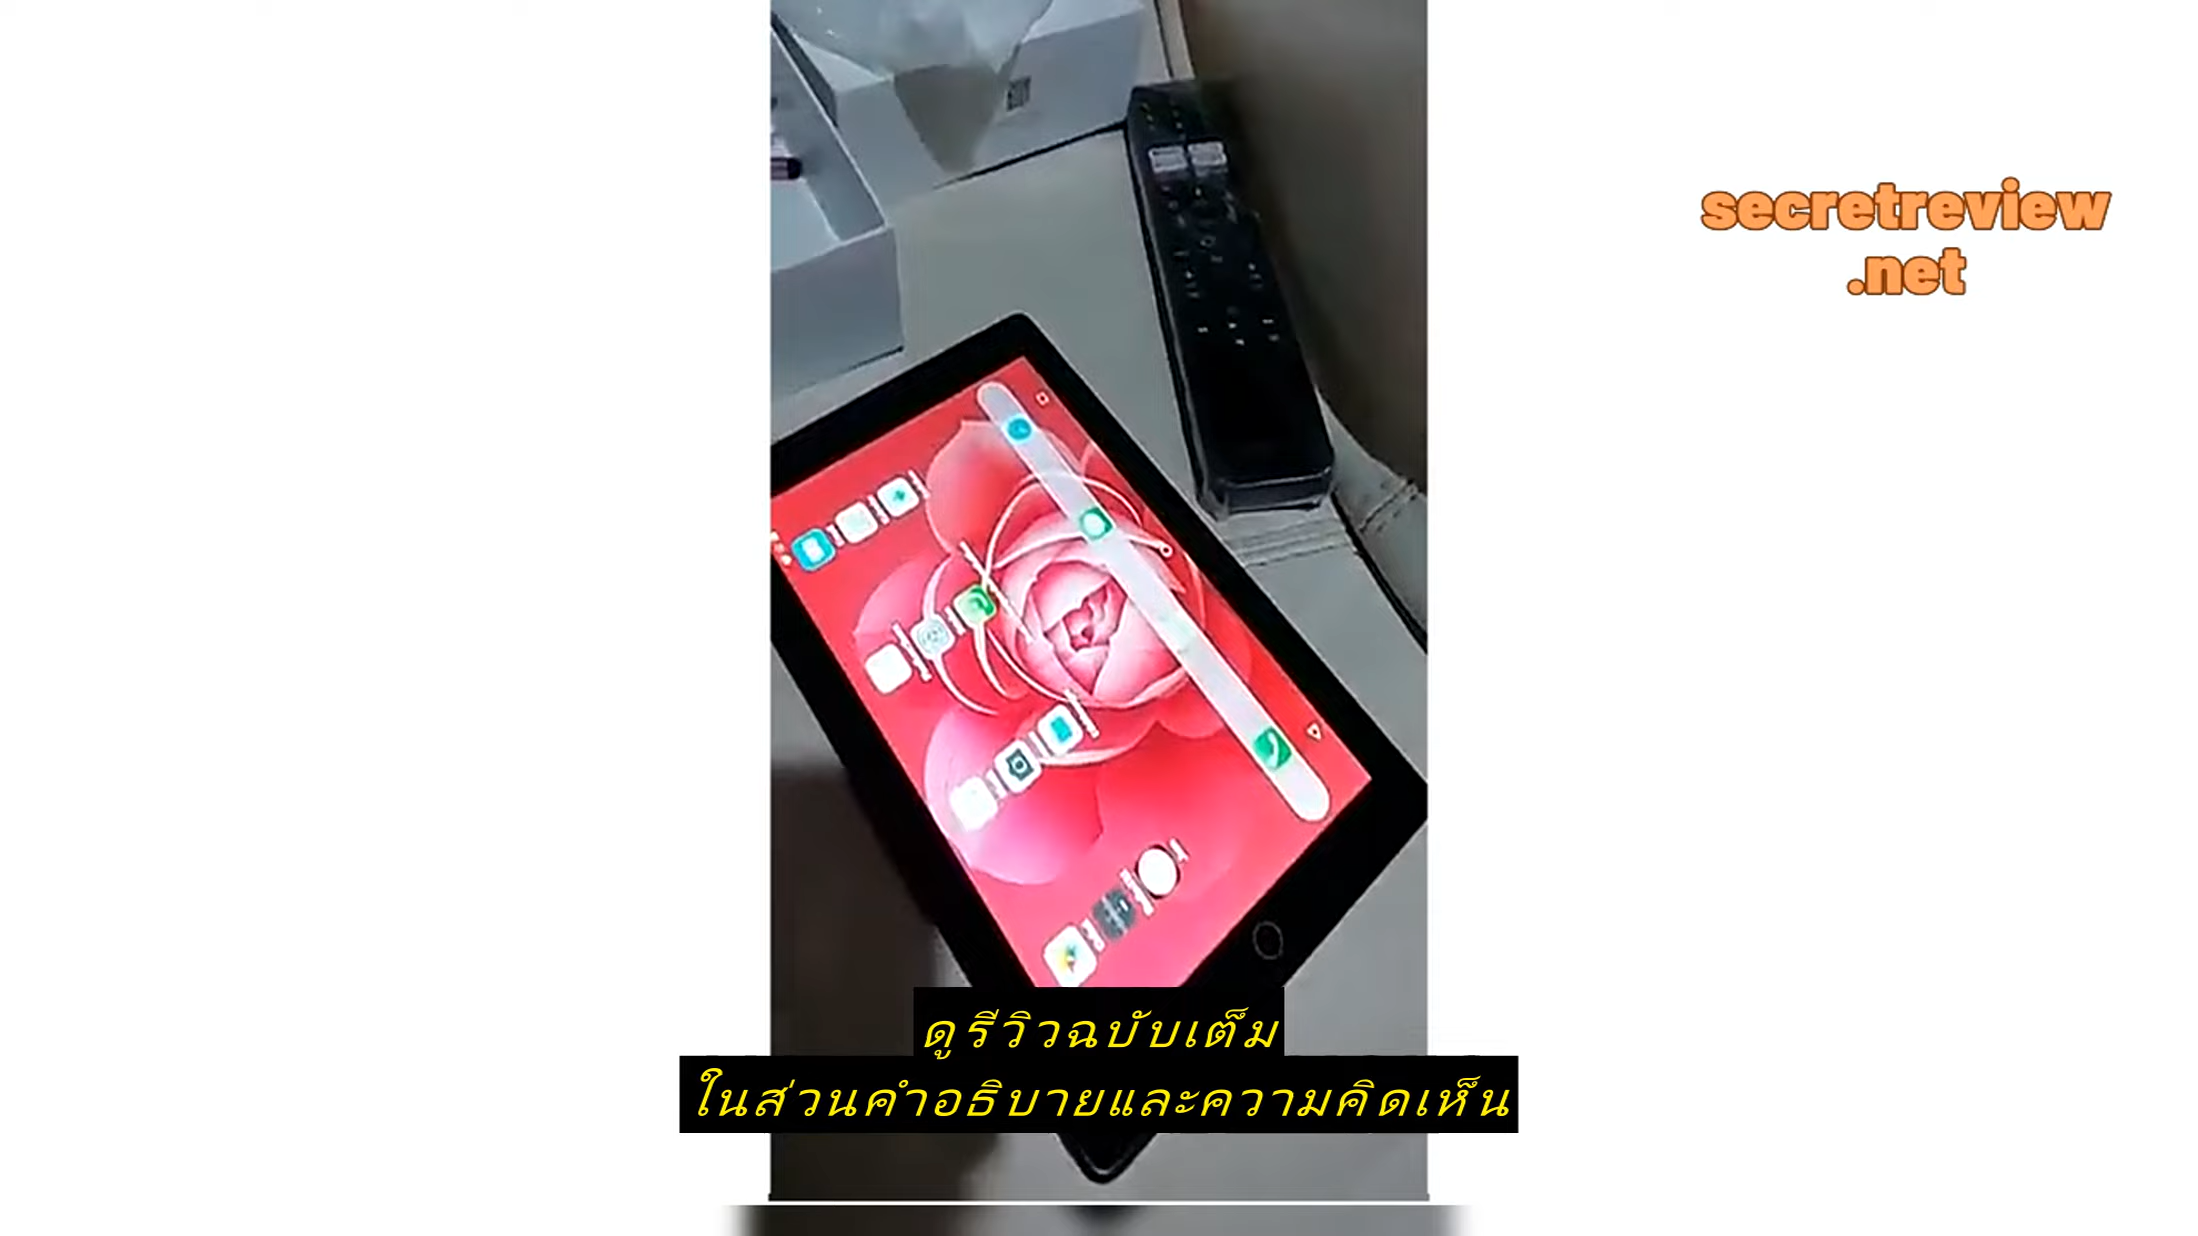 secretreview
.net
ดูรีวิวฉบับเต็ม
ในส่วนคำอธิบายและความคิดเห็น